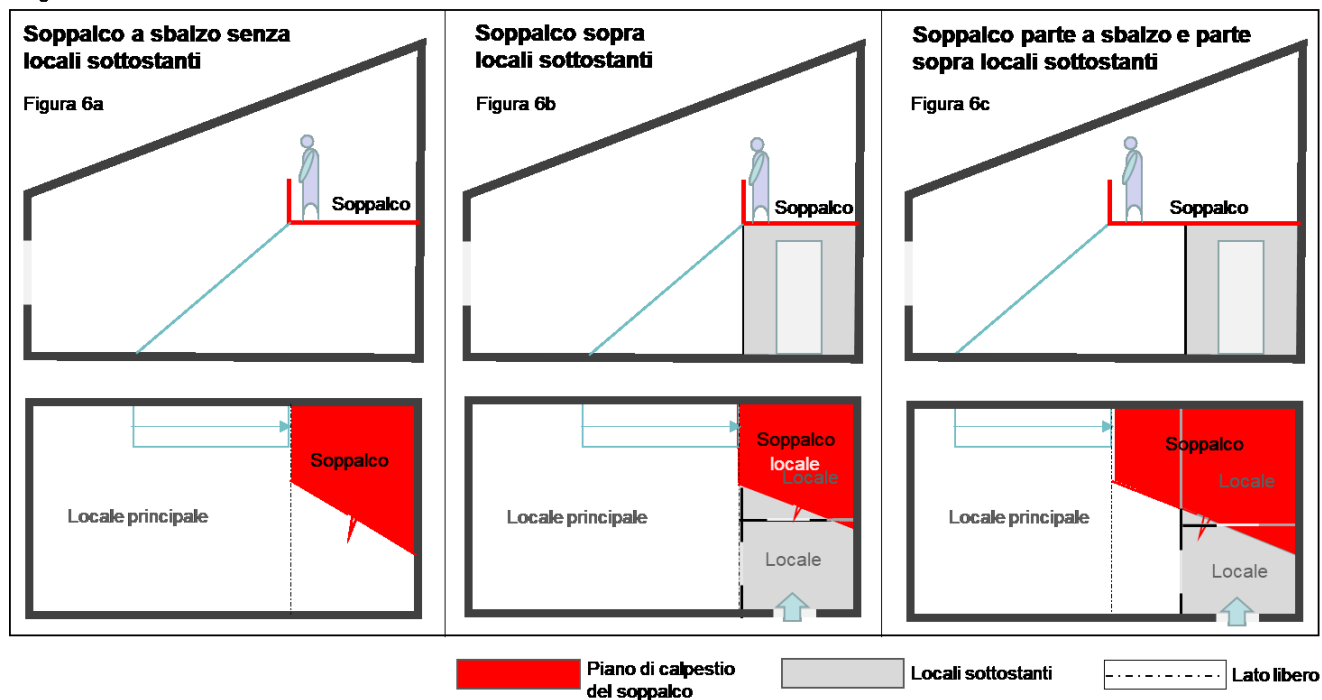 Soppalco a sbalzo senza
locali sottostanti
Figura 6a
Soppalco
Soppalco
Locale principale
Soppalco sopra
locali sottostanti
Figura 6b
Soppalco
Soppalco
locale
Locale
Locale principale
Locale
Soppalco parte a sbalzo e parte
sopra locali sottostanti
Figura 6c
Soppalco
Soppalco
Locale
Locale principale
Locale
Piano di calpestio
del soppalco
Locali sottostanti
Lato libero